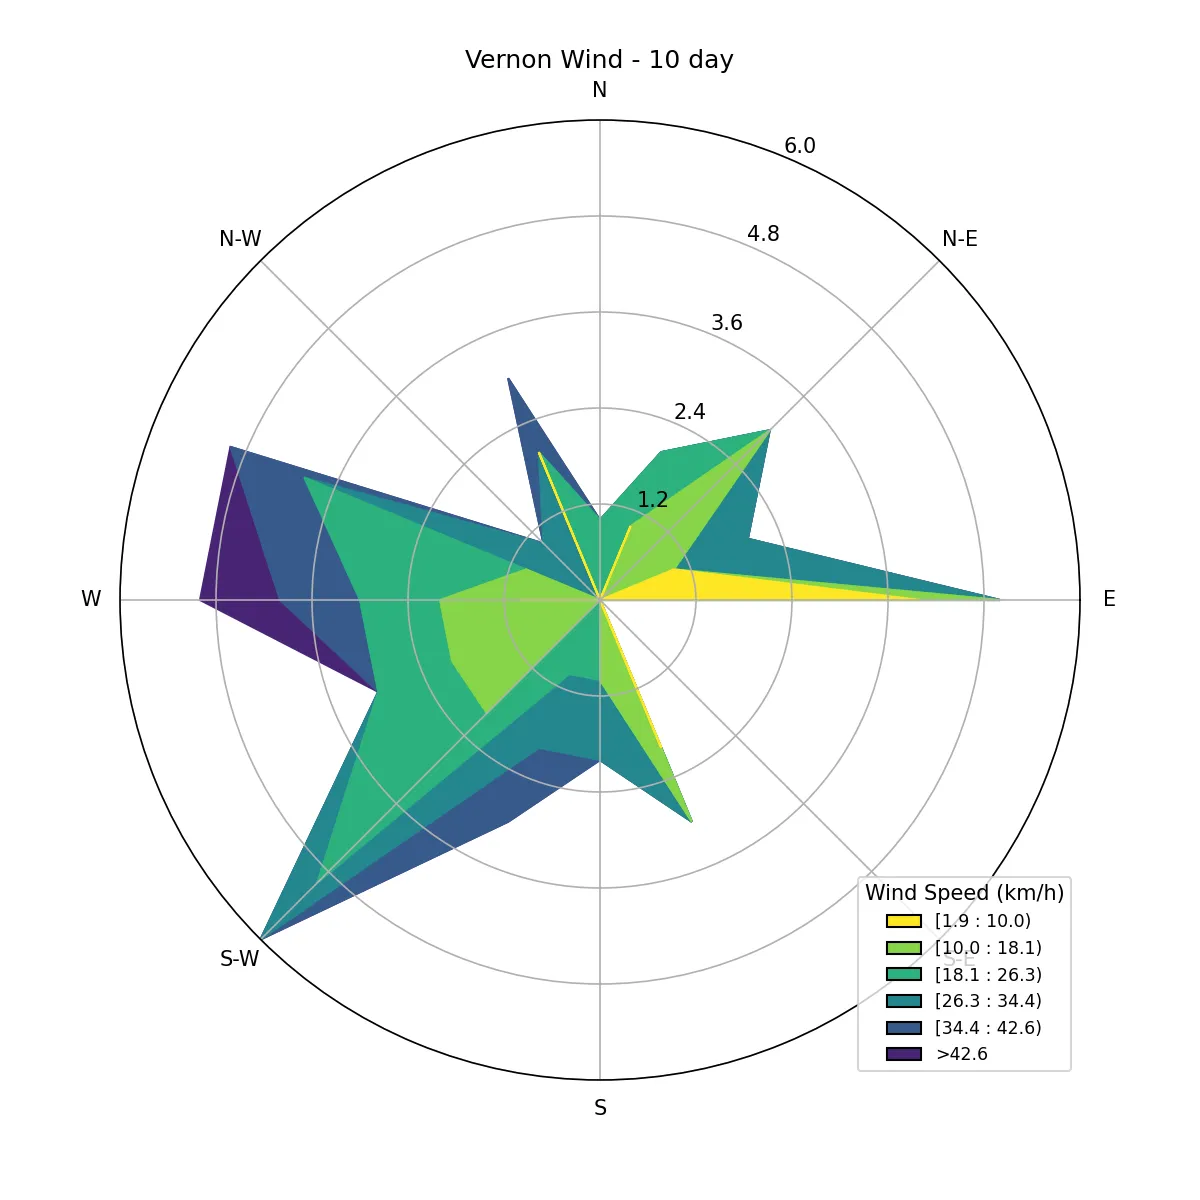 Vernon Wind - 10 day
N
6.0
N-W
4.8
N-E
3.6
2.4
1.2
W
E
S-W
S-E
S
Wind Speed (km/h)
[1.9 : 10.0)
[10.0 : 18.1)
[18.1 : 26.3)
[26.3 : 34.4)
[34.4 : 42.6)
>42.6